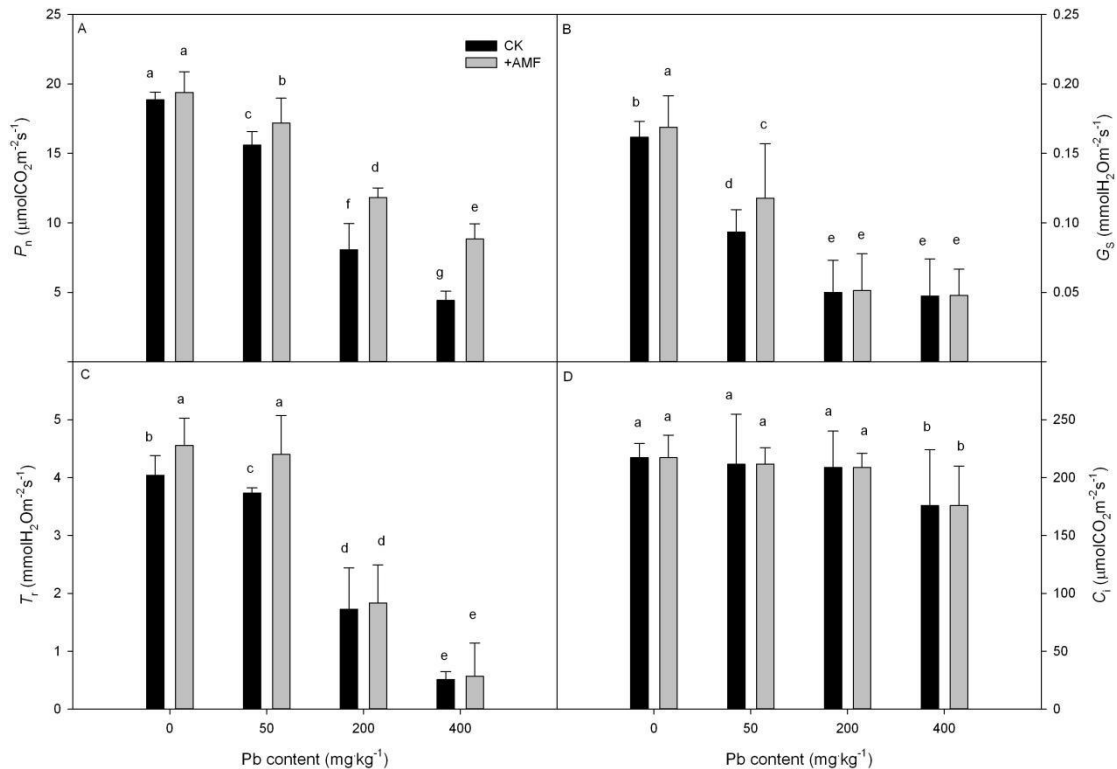 A
CK
+AMF
25
20
15
10
5
a a c b f d g e
Pₙ (μmolCO₂m⁻²s⁻¹)
B
0.25
0.20
0.15
0.10
0.05
b a d c e e e e
G_S (mmolH₂Om⁻²s⁻¹)
C
5
4
3
2
1
0
b a c a d d e e
Tᵣ (mmolH₂Om⁻²s⁻¹)
0 50 200 400
Pb content (mg·kg⁻¹)
D
250
200
150
100
50
0
a a a a a a b b
Cᵢ (μmolCO₂m⁻²s⁻¹)
0 50 200 400
Pb content (mg·kg⁻¹)